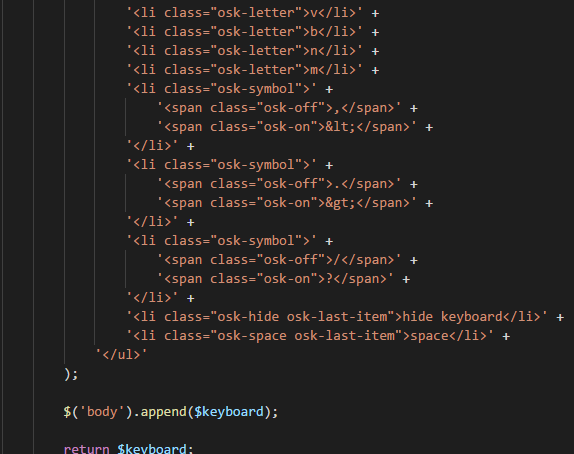 '<li class="osk-letter">v</li>' +
'<li class="osk-letter">b</li>' +
'<li class="osk-letter">n</li>' +
'<li class="osk-letter">m</li>' +
'<li class="osk-symbol">' +
'<span class="osk-off">,</span>' +
'<span class="osk-on">&lt;</span>' +
'</li>' +
'<li class="osk-symbol">' +
'<span class="osk-off">.</span>' +
'<span class="osk-on">&gt;</span>' +
'</li>' +
'<li class="osk-symbol">' +
'<span class="osk-off">/</span>' +
'<span class="osk-on">?</span>' +
'</li>' +
'<li class="osk-hide osk-last-item">hide keyboard</li>' +
'<li class="osk-space osk-last-item">space</li>' +
'</ul>'
);
$('body').append($keyboard);
return $keyboard;